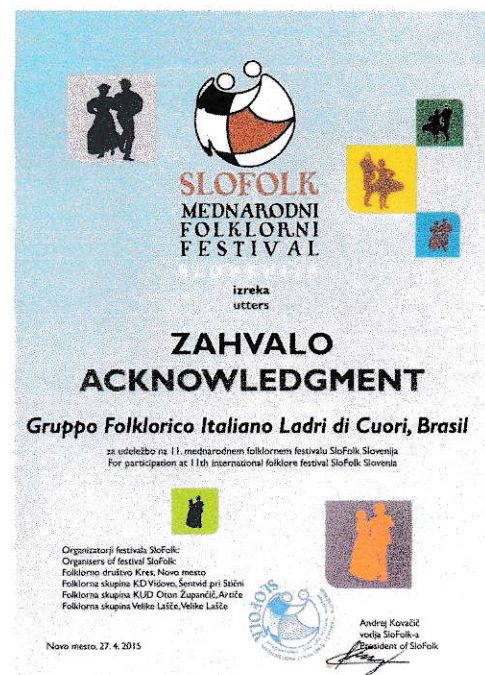 SLOFOLK
MEDNARODNI
FOLKLORNI
FESTIVAL
SLOVENIJA
izreka
utters
ZAHVALO
ACKNOWLEDGMENT
Gruppo Folklorico Italiano Ladri di Cuori, Brasil
za udeležbo na 11. mednarodnem folklornem festivalu SloFolk Slovenija
For participation at 11th international folklore festival SloFolk Slovenia
Organizatorji festivala SloFolk:
Organisers of festival SloFolk:
Folklorno društvo Kres, Novo mesto
Folklorna skupina KD Vidovo, Šentvid pri Stični
Folklorna skupina KUD Oton Župančič, Artiče
Folklorna skupina Velike Lašče, Velike Lašče
Novo mesto, 27. 4. 2015
SLOFOLK
Andrej Kovačič
vodja SloFolk-a
President of SloFolk